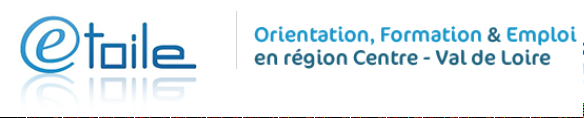 etoile
Orientation, Formation & Emploi
en région Centre - Val de Loire